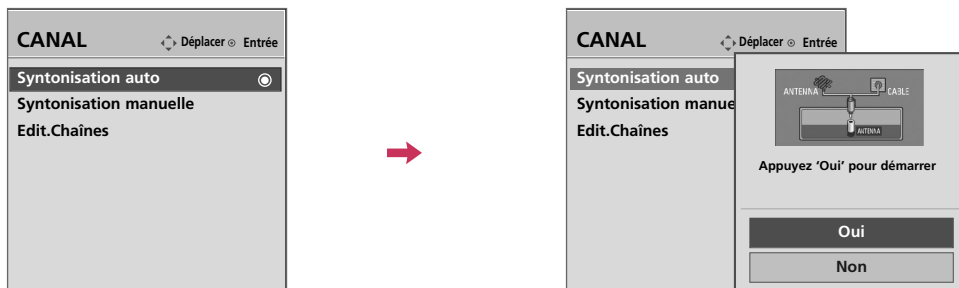 CANAL
Déplacer Entrée
Syntonisation auto
Syntonisation manuelle
Edit.Chaînes
CANAL
Déplacer Entrée
Syntonisation auto
Syntonisation manue
Edit.Chaînes
ANTENNA CABLE
ANTENNA
Appuyez ‘Oui’ pour démarrer
Oui
Non